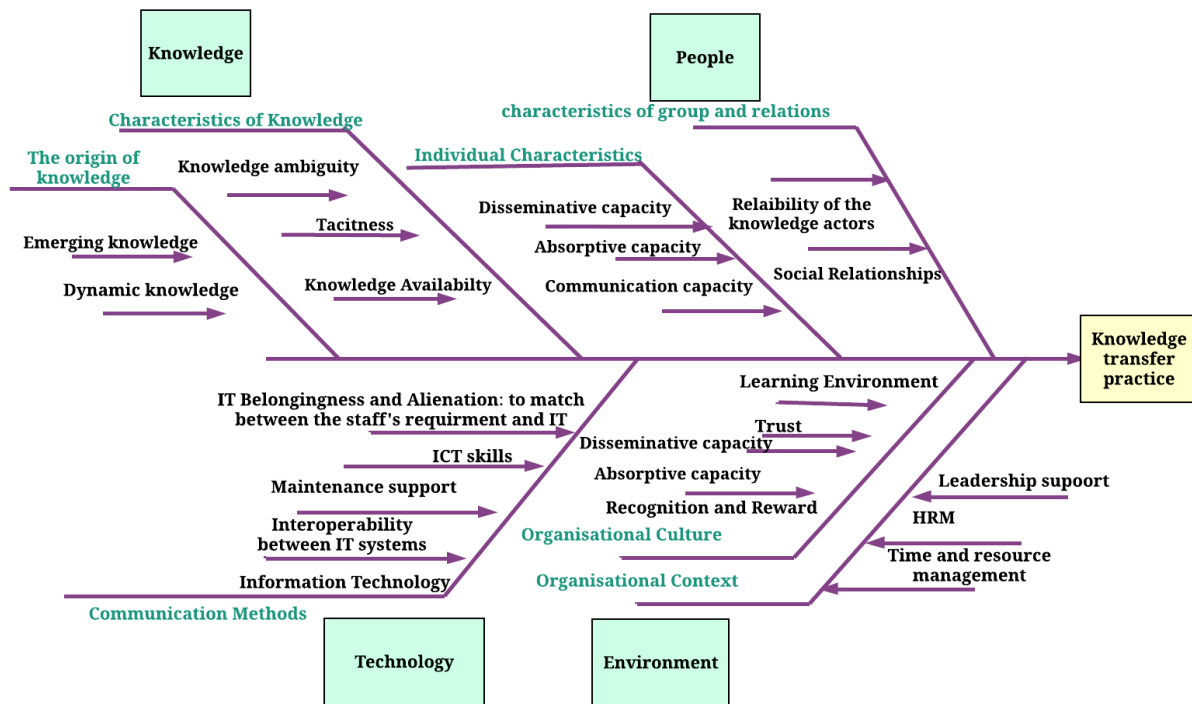 Knowledge
People
Characteristics of Knowledge
characteristics of group and relations
The origin of
knowledge
Knowledge ambiguity
Individual Characteristics
Tacitness
Disseminative capacity
Relaibility of the
knowledge actors
Emerging knowledge
Absorptive capacity
Dynamic knowledge
Knowledge Availabilty
Communication capacity
Social Relationships
Knowledge
transfer
practice
IT Belongingness and Alienation: to match
between the staff's requirment and IT
Learning Environment
Trust
Disseminative capacity
ICT skills
Absorptive capacity
Maintenance support
Recognition and Reward
Leadership supoort
HRM
Interoperability
between IT systems
Organisational Culture
Time and resource
management
Information Technology
Organisational Context
Communication Methods
Technology
Environment